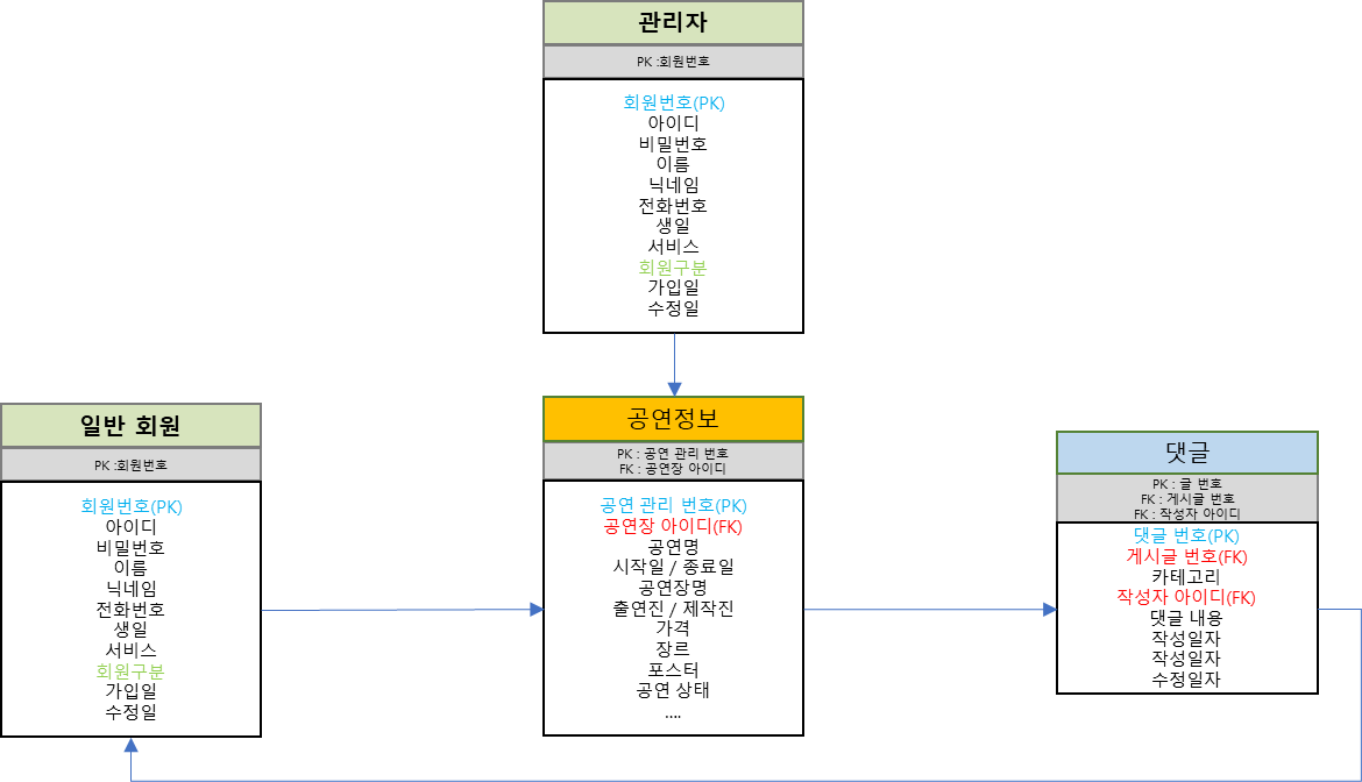 관리자
PK :회원번호
회원번호(PK)
아이디
비밀번호
이름
닉네임
전화번호
생일
서비스
회원구분
가입일
수정일
일반 회원
PK :회원번호
회원번호(PK)
아이디
비밀번호
이름
닉네임
전화번호
생일
서비스
회원구분
가입일
수정일
공연정보
PK : 공연 관리 번호
FK : 공연장 아이디
공연 관리 번호(PK)
공연장 아이디(FK)
공연명
시작일 / 종료일
공연장명
출연진 / 제작진
가격
장르
포스터
공연 상태
....
댓글
PK : 글 번호
FK : 게시글 번호
FK : 작성자 아이디
댓글 번호(PK)
게시글 번호(FK)
카테고리
작성자 아이디(FK)
댓글 내용
작성일자
작성일자
수정일자